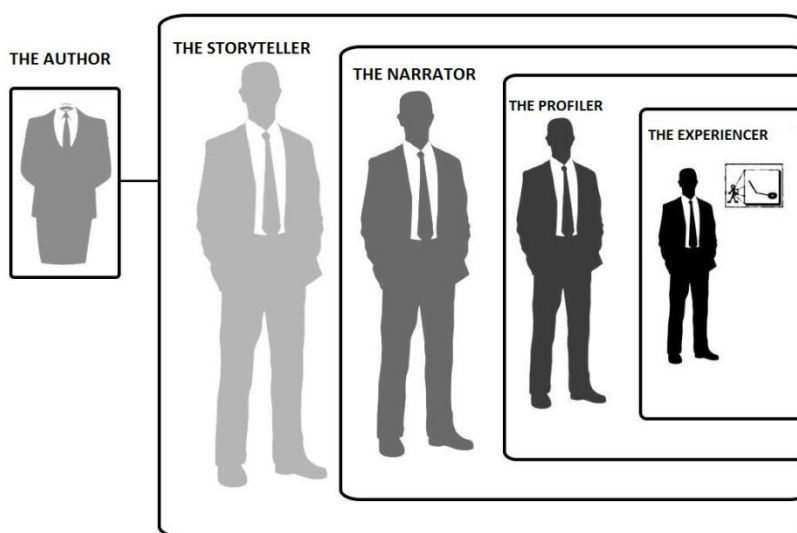 THE AUTHOR
THE STORYTELLER
THE NARRATOR
THE PROFILER
THE EXPERIENCER